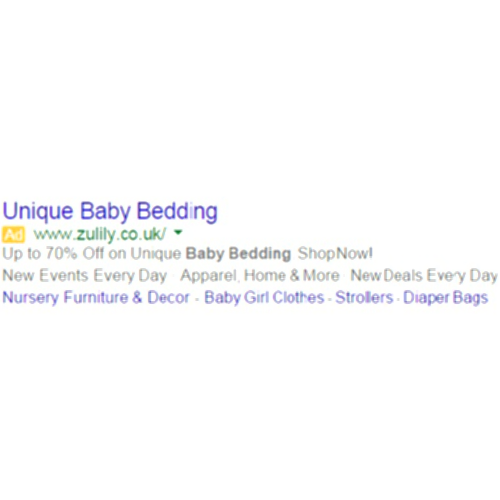 Unique Baby Bedding
Ad www.zulily.co.uk/
Up to 70% Off on Unique Baby Bedding ShopNow!
New Events Every Day Apparel, Home & More New Deals Every Day
Nursery Furniture & Decor - Baby Girl Clothes - Strollers - Diaper Bags